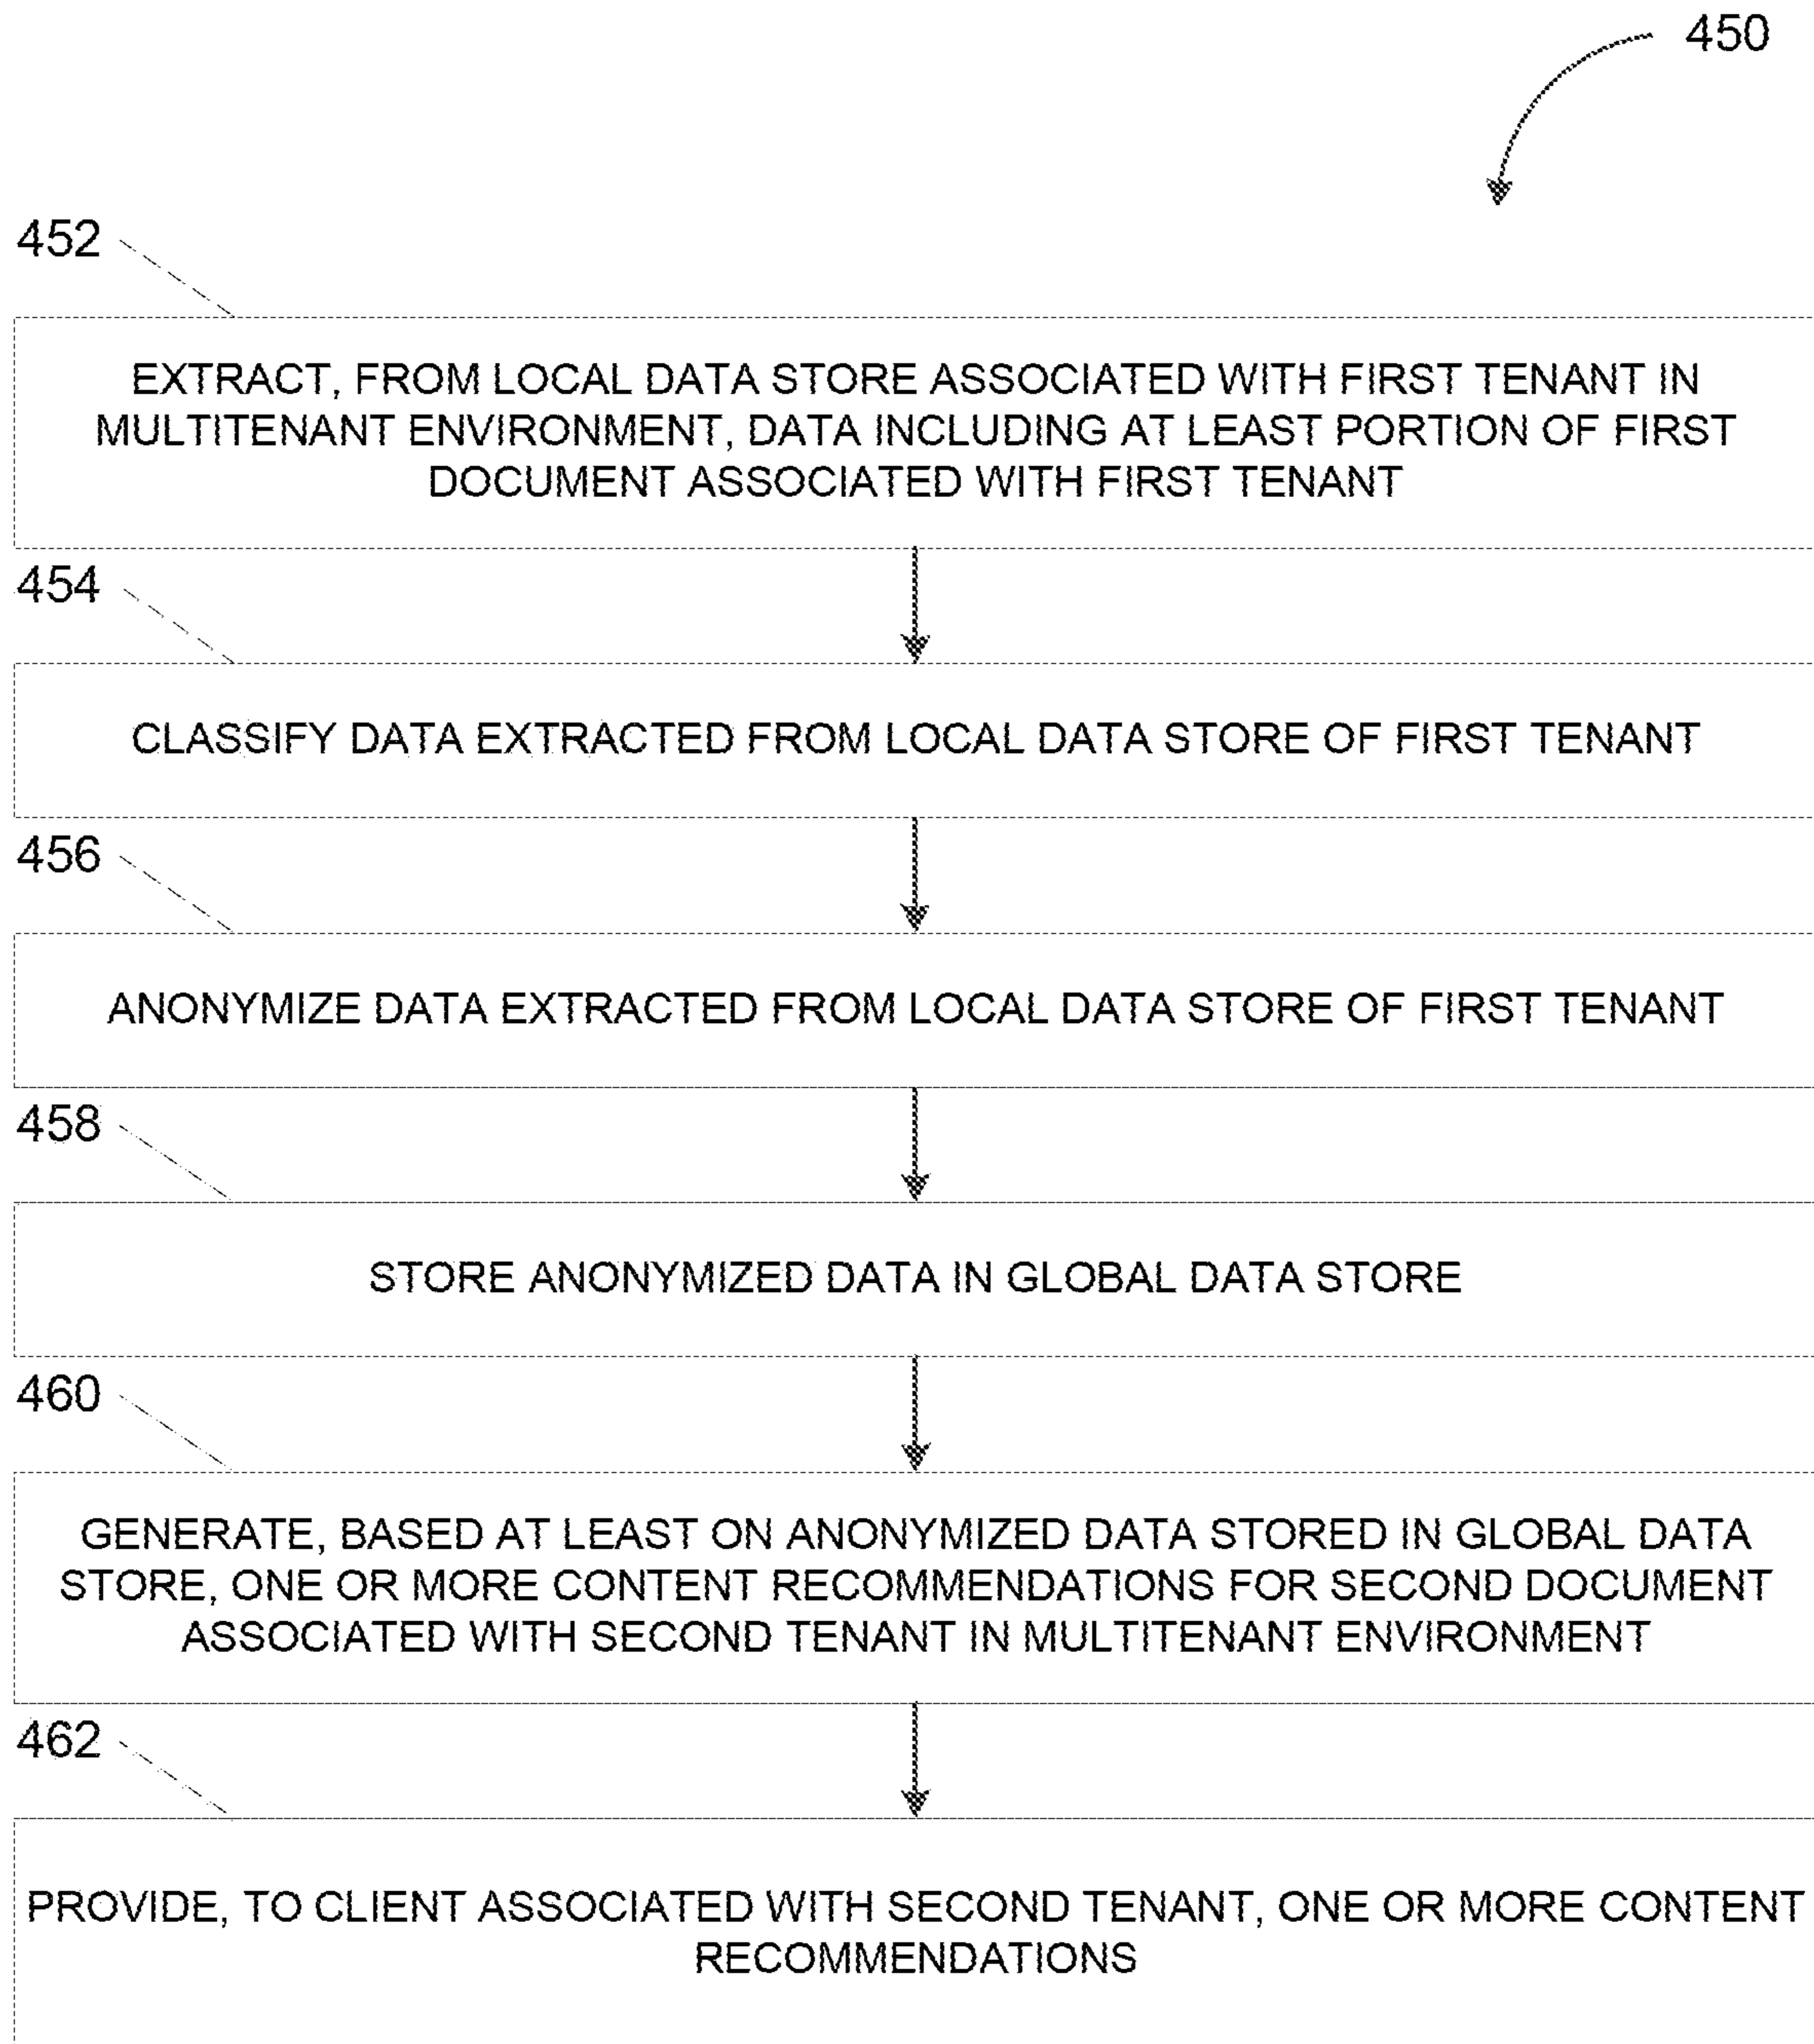 450
452
EXTRACT, FROM LOCAL DATA STORE ASSOCIATED WITH FIRST TENANT IN
MULTITENANT ENVIRONMENT, DATA INCLUDING AT LEAST PORTION OF FIRST
DOCUMENT ASSOCIATED WITH FIRST TENANT
454
CLASSIFY DATA EXTRACTED FROM LOCAL DATA STORE OF FIRST TENANT
456
ANONYMIZE DATA EXTRACTED FROM LOCAL DATA STORE OF FIRST TENANT
458
STORE ANONYMIZED DATA IN GLOBAL DATA STORE
460
GENERATE, BASED AT LEAST ON ANONYMIZED DATA STORED IN GLOBAL DATA
STORE, ONE OR MORE CONTENT RECOMMENDATIONS FOR SECOND DOCUMENT
ASSOCIATED WITH SECOND TENANT IN MULTITENANT ENVIRONMENT
462
PROVIDE, TO CLIENT ASSOCIATED WITH SECOND TENANT, ONE OR MORE CONTENT
RECOMMENDATIONS